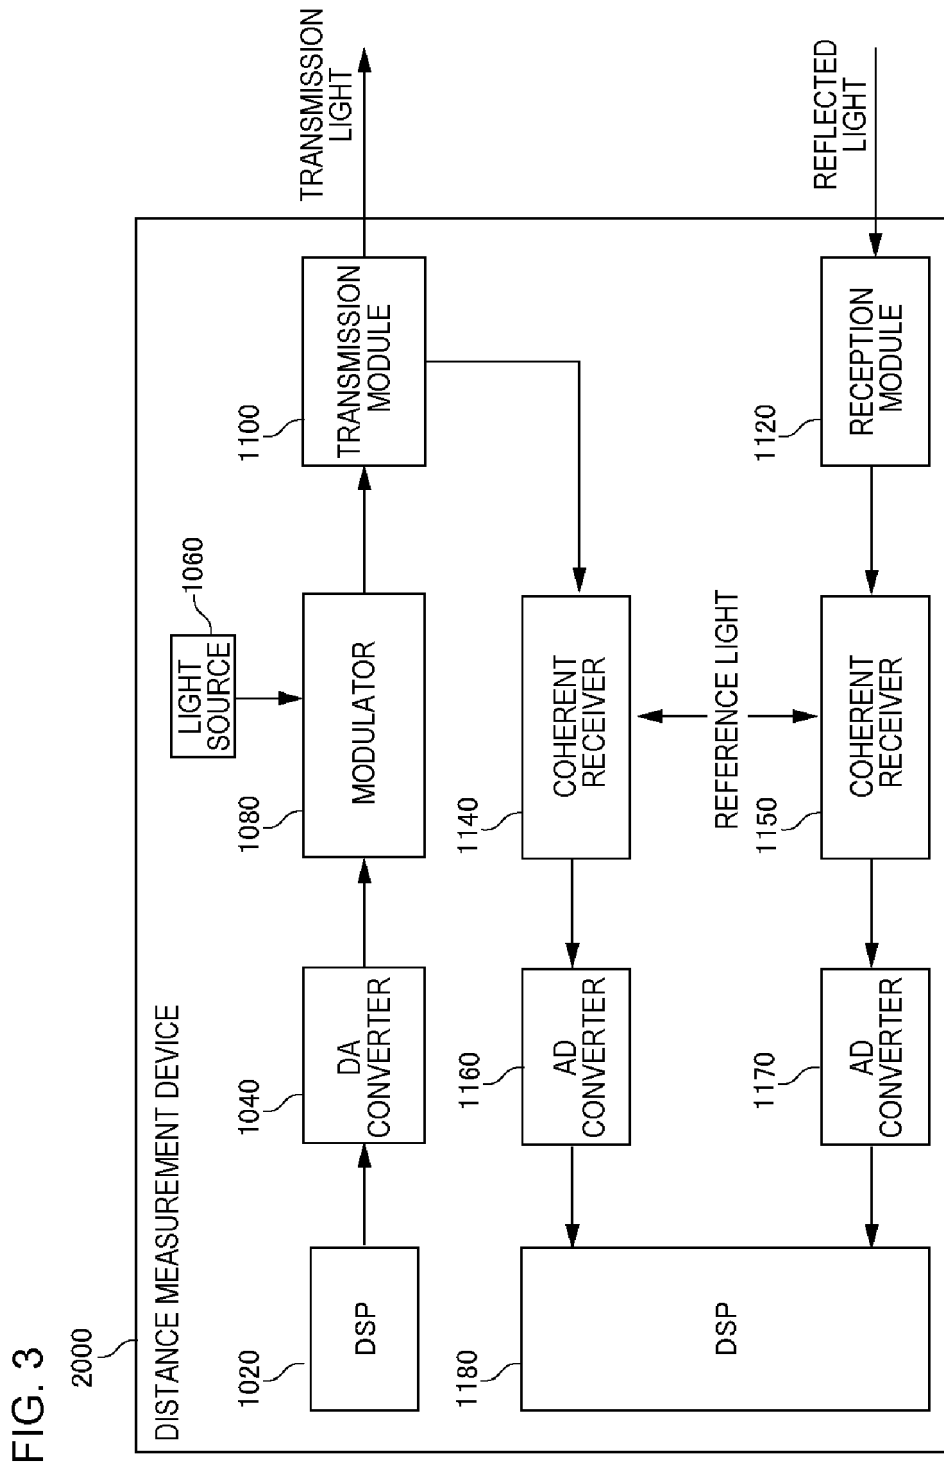 FIG. 3
2000
DISTANCE MEASUREMENT DEVICE
1060
LIGHT
SOURCE
TRANSMISSION
LIGHT
1020
DSP
1040
DA
CONVERTER
1080
MODULATOR
1100
TRANSMISSION
MODULE
1160
AD
CONVERTER
1140
COHERENT
RECEIVER
REFERENCE LIGHT
1180
DSP
1170
AD
CONVERTER
1150
COHERENT
RECEIVER
1120
RECEPTION
MODULE
REFLECTED
LIGHT